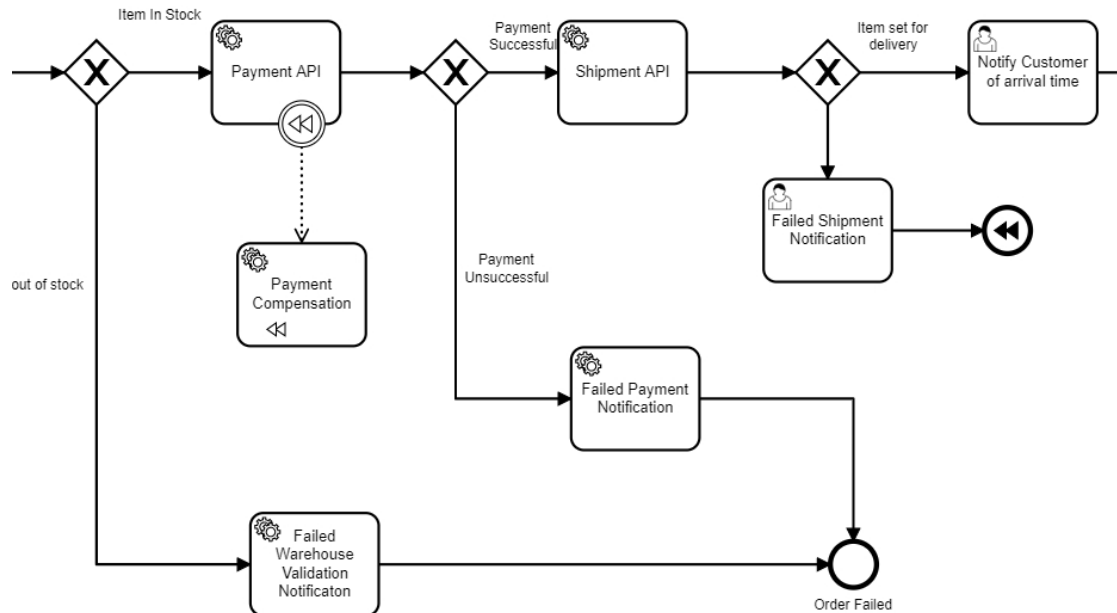 Item In Stock
Payment API
Payment
Successful
Shipment API
Item set for
delivery
Notify Customer
of arrival time
Failed Shipment
Notification
out of stock
Payment
Compensation
Payment
Unsuccessful
Failed Payment
Notification
Failed
Warehouse
Validation
Notificaton
Order Failed